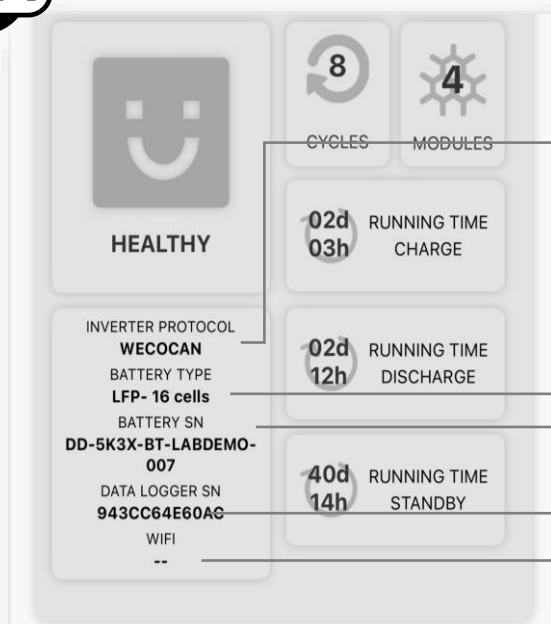 HEALTHY
8
CYCLES
4
MODULES
02d
03h
RUNNING TIME
CHARGE
02d
12h
RUNNING TIME
DISCHARGE
40d
14h
RUNNING TIME
STANDBY
INVERTER PROTOCOL
WECOCAN
BATTERY TYPE
LFP- 16 cells
BATTERY SN
DD-5K3X-BT-LABDEMO-
007
DATA LOGGER SN
943CC64E60AC
WIFI
--